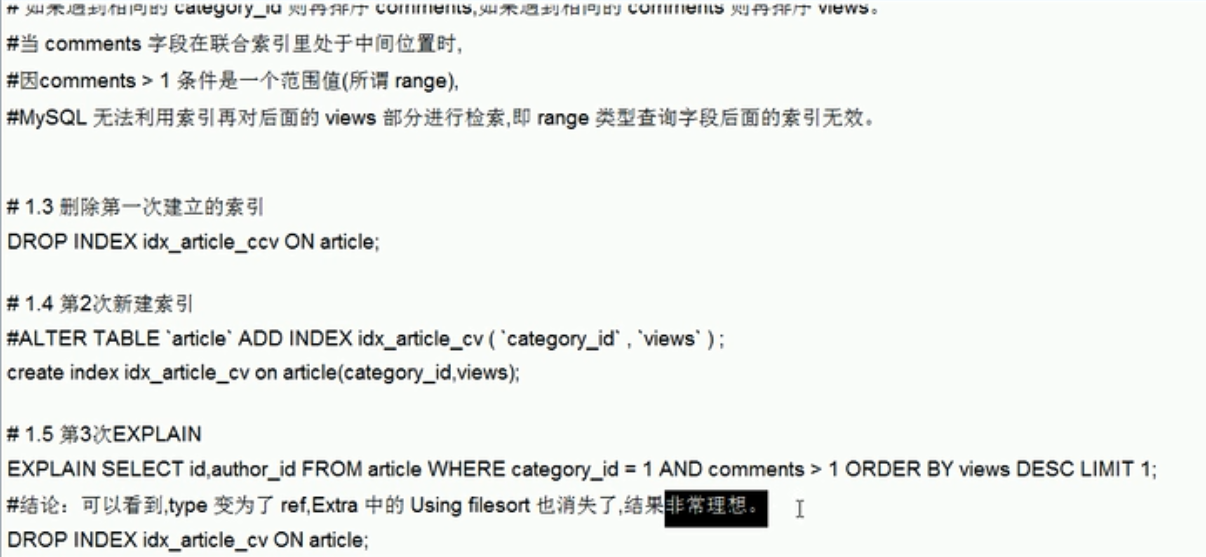 # 如果遇到相同的 category_id 则再排序 comments,如果遇到相同的 comments 则再排序 views。
#当 comments 字段在联合索引里处于中间位置时,
#因comments > 1 条件是一个范围值(所谓 range),
#MySQL 无法利用索引再对后面的 views 部分进行检索,即 range 类型查询字段后面的索引无效。
# 1.3 删除第一次建立的索引
DROP INDEX idx_article_ccv ON article;
# 1.4 第2次新建索引
#ALTER TABLE `article` ADD INDEX idx_article_cv ( `category_id` , `views` ) ;
create index idx_article_cv on article(category_id,views);
# 1.5 第3次EXPLAIN
EXPLAIN SELECT id,author_id FROM article WHERE category_id = 1 AND comments > 1 ORDER BY views DESC LIMIT 1;
#结论：可以看到,type 变为了 ref,Extra 中的 Using filesort 也消失了,结果非常理想。
DROP INDEX idx_article_cv ON article;